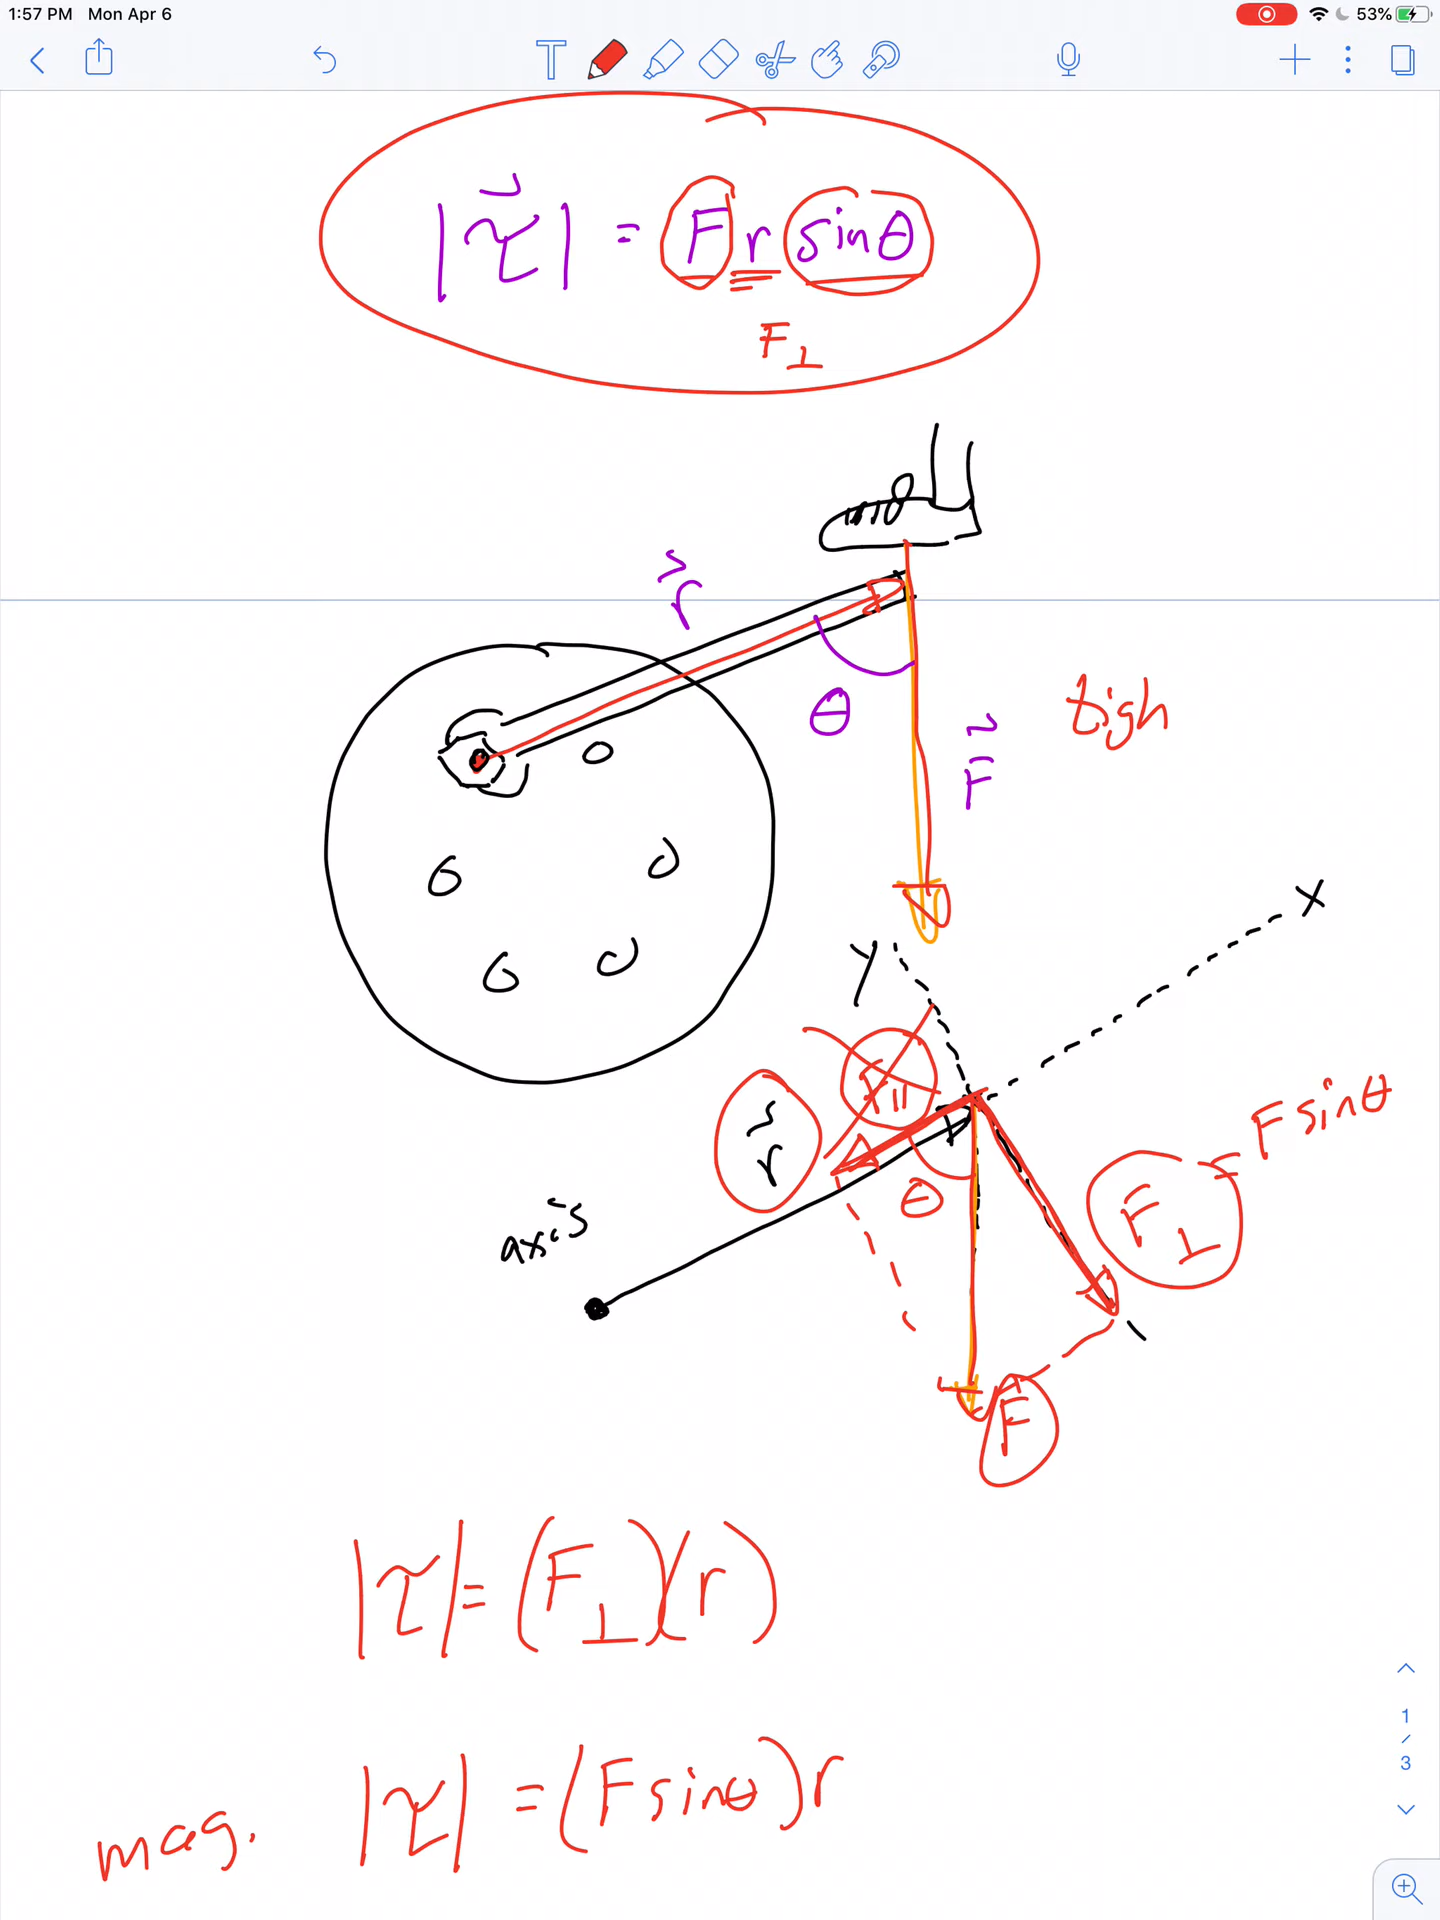 1:57 PM Mon Apr 6
53%
T
|τ⃗| = F r sinθ
F⊥
r⃗
θ
tigh
F⃗
x
y
F||
r⃗
θ
F⊥ = F sinθ
axis
F
|τ| = (F⊥)(r)
1
/
3
mag. |τ| = (F sinθ) r